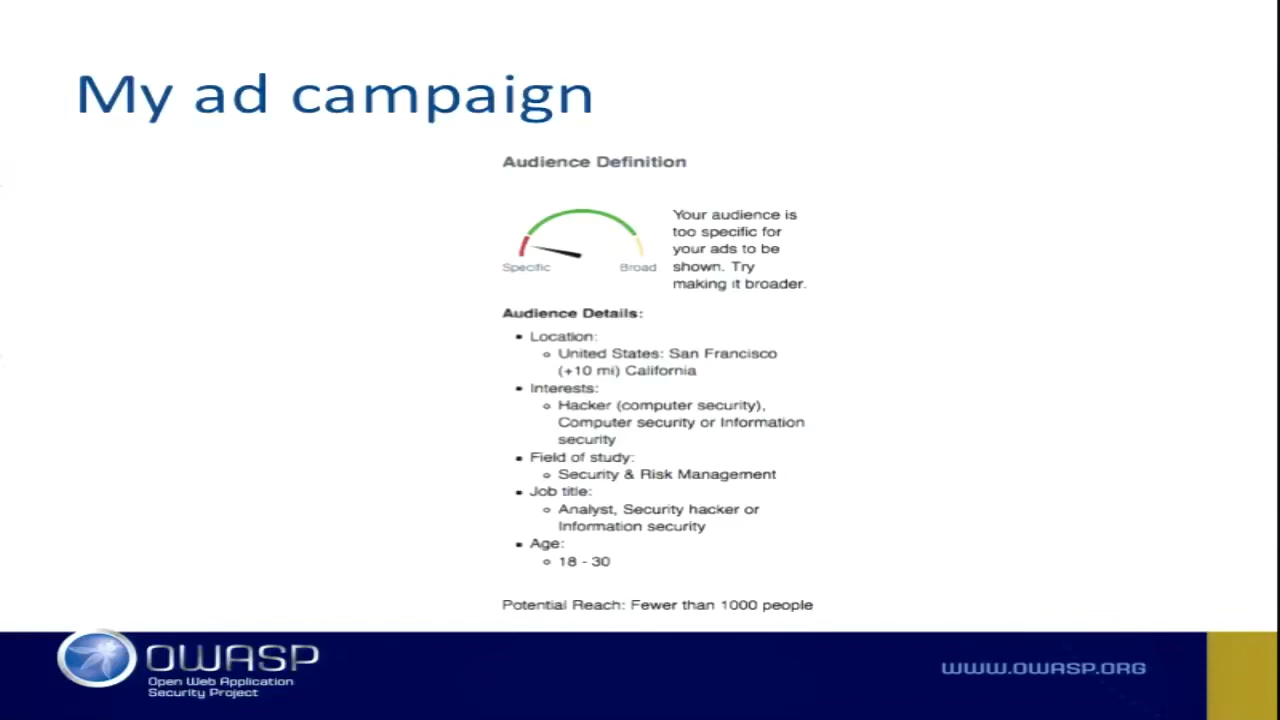 My ad campaign
Audience Definition
Your audience is
too specific for
your ads to be
shown. Try
making it broader.
Specific
Broad
Audience Details:
• Location:
◦ United States: San Francisco
(+10 mi) California
• Interests:
◦ Hacker (computer security),
Computer security or Information
security
• Field of study:
◦ Security & Risk Management
• Job title:
◦ Analyst, Security hacker or
Information security
• Age:
◦ 18 - 30
Potential Reach: Fewer than 1000 people
OWASP
Open Web Application
Security Project
WWW.OWASP.ORG